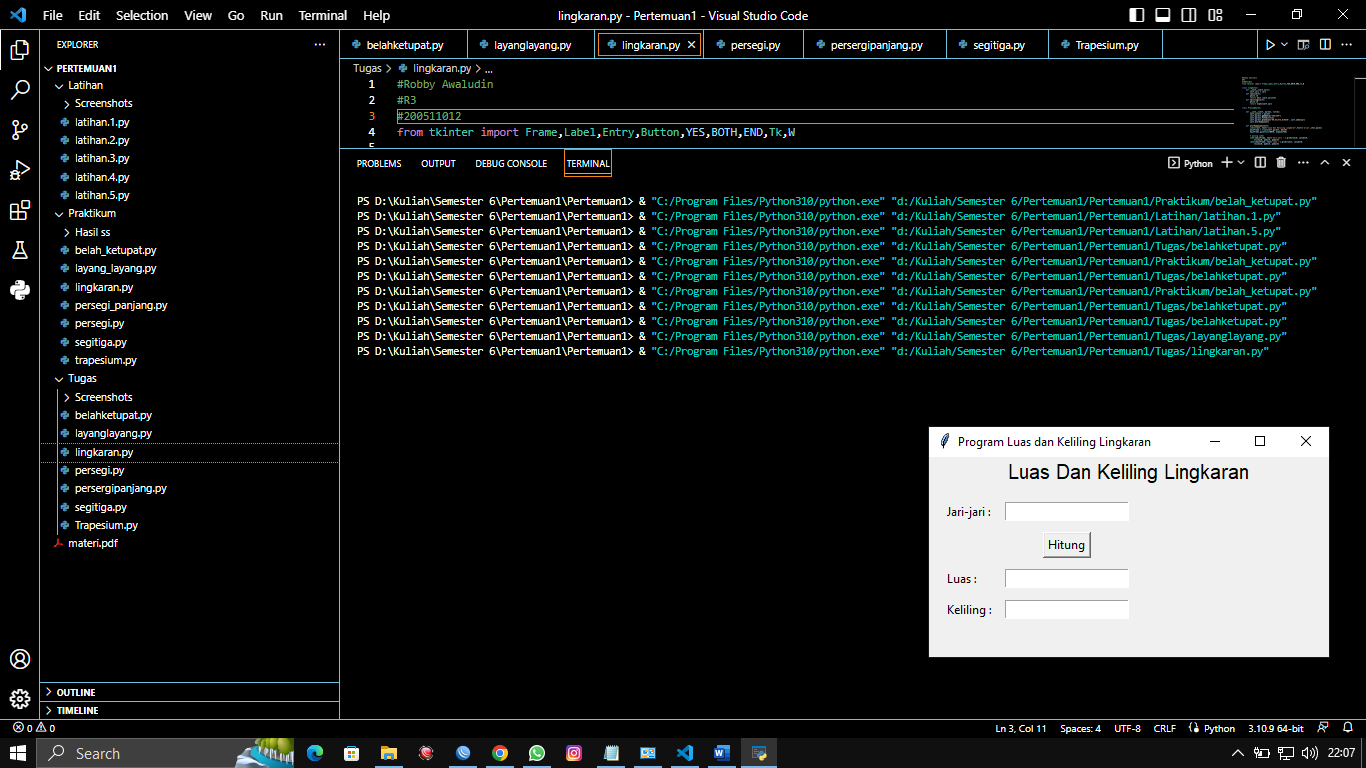 File Edit Selection View Go Run Terminal Help lingkaran.py - Pertemuan1 - Visual Studio Code
EXPLORER
PERTEMUAN1
Latihan
Screenshots
latihan.1.py
latihan.2.py
latihan.3.py
latihan.4.py
latihan.5.py
Praktikum
Hasil ss
belah_ketupat.py
layang_layang.py
lingkaran.py
persegi_panjang.py
persegi.py
segitiga.py
trapesium.py
Tugas
Screenshots
belahketupat.py
layanglayang.py
lingkaran.py
persegi.py
persergipanjang.py
segitiga.py
Trapesium.py
materi.pdf
OUTLINE
TIMELINE
belahketupat.py layanglayang.py lingkaran.py persegi.py persergipanjang.py segitiga.py Trapesium.py
Tugas > lingkaran.py > ...
1 #Robby Awaludin
2 #R3
3 #200511012
4 from tkinter import Frame,Label,Entry,Button,YES,BOTH,END,Tk,W
PROBLEMS OUTPUT DEBUG CONSOLE TERMINAL Python
PS D:\Kuliah\Semester 6\Pertemuan1\Pertemuan1> & "C:/Program Files/Python310/python.exe" "d:/Kuliah/Semester 6/Pertemuan1/Pertemuan1/Praktikum/belah_ketupat.py"
PS D:\Kuliah\Semester 6\Pertemuan1\Pertemuan1> & "C:/Program Files/Python310/python.exe" "d:/Kuliah/Semester 6/Pertemuan1/Pertemuan1/Latihan/latihan.1.py"
PS D:\Kuliah\Semester 6\Pertemuan1\Pertemuan1> & "C:/Program Files/Python310/python.exe" "d:/Kuliah/Semester 6/Pertemuan1/Pertemuan1/Latihan/latihan.5.py"
PS D:\Kuliah\Semester 6\Pertemuan1\Pertemuan1> & "C:/Program Files/Python310/python.exe" "d:/Kuliah/Semester 6/Pertemuan1/Pertemuan1/Tugas/belahketupat.py"
PS D:\Kuliah\Semester 6\Pertemuan1\Pertemuan1> & "C:/Program Files/Python310/python.exe" "d:/Kuliah/Semester 6/Pertemuan1/Pertemuan1/Praktikum/belah_ketupat.py"
PS D:\Kuliah\Semester 6\Pertemuan1\Pertemuan1> & "C:/Program Files/Python310/python.exe" "d:/Kuliah/Semester 6/Pertemuan1/Pertemuan1/Tugas/belahketupat.py"
PS D:\Kuliah\Semester 6\Pertemuan1\Pertemuan1> & "C:/Program Files/Python310/python.exe" "d:/Kuliah/Semester 6/Pertemuan1/Pertemuan1/Praktikum/belah_ketupat.py"
PS D:\Kuliah\Semester 6\Pertemuan1\Pertemuan1> & "C:/Program Files/Python310/python.exe" "d:/Kuliah/Semester 6/Pertemuan1/Pertemuan1/Tugas/belahketupat.py"
PS D:\Kuliah\Semester 6\Pertemuan1\Pertemuan1> & "C:/Program Files/Python310/python.exe" "d:/Kuliah/Semester 6/Pertemuan1/Pertemuan1/Tugas/belahketupat.py"
PS D:\Kuliah\Semester 6\Pertemuan1\Pertemuan1> & "C:/Program Files/Python310/python.exe" "d:/Kuliah/Semester 6/Pertemuan1/Pertemuan1/Tugas/layanglayang.py"
PS D:\Kuliah\Semester 6\Pertemuan1\Pertemuan1> & "C:/Program Files/Python310/python.exe" "d:/Kuliah/Semester 6/Pertemuan1/Pertemuan1/Tugas/lingkaran.py"
Program Luas dan Keliling Lingkaran
Luas Dan Keliling Lingkaran
Jari-jari :
Hitung
Luas :
Keliling :
0 0 Ln 3, Col 11 Spaces: 4 UTF-8 CRLF Python 3.10.9 64-bit
Search 22:07